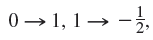 0 → 1, 1 → −½,